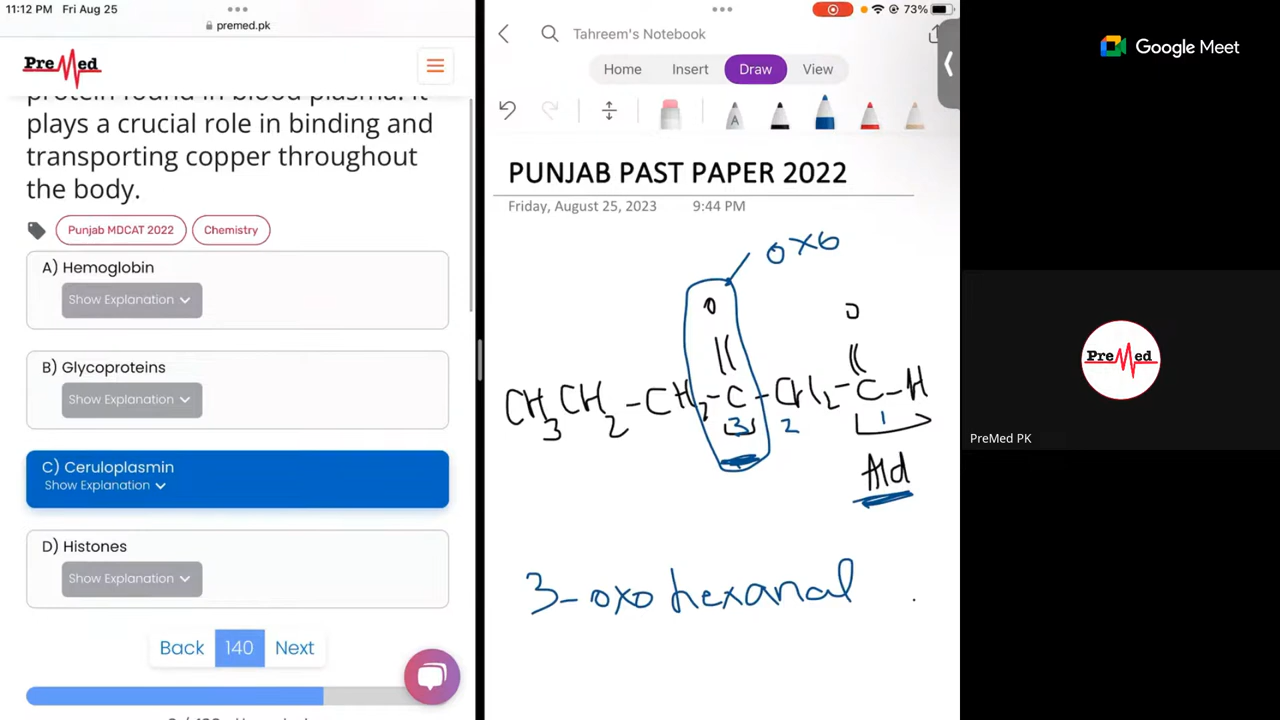 11:12 PM Fri Aug 25
premed.pk
PreMed
protein found in blood plasma. It
plays a crucial role in binding and
transporting copper throughout
the body.
Punjab MDCAT 2022
Chemistry
A) Hemoglobin
Show Explanation
B) Glycoproteins
Show Explanation
C) Ceruloplasmin
Show Explanation
D) Histones
Show Explanation
Back 140 Next
73%
Tahreem's Notebook
Home Insert Draw View
A
PUNJAB PAST PAPER 2022
Friday, August 25, 2023 9:44 PM
oxo
O O
CH3CH2-CH2-C-CH2-C-H
3 2 1
Ald
3-oxo hexanal
Google Meet
PreMed
PreMed PK